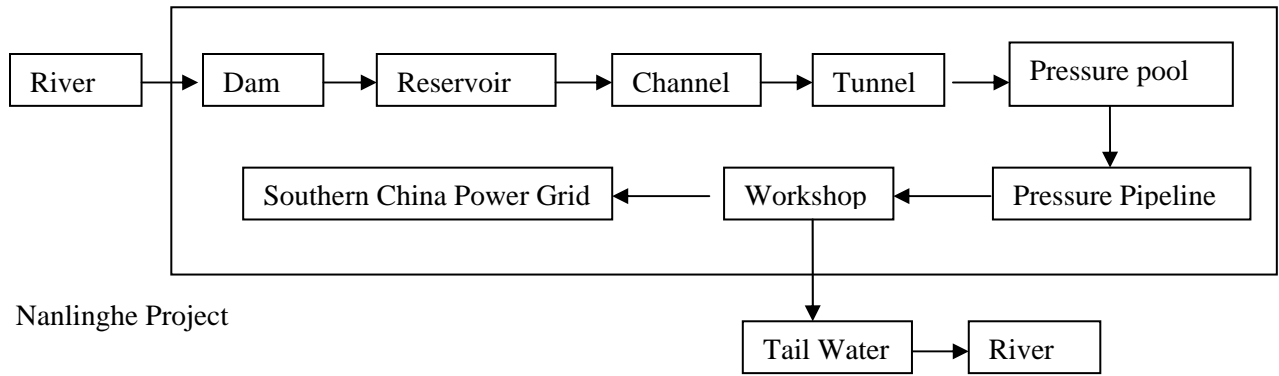 River
Dam
Reservoir
Channel
Tunnel
Pressure pool
Southern China Power Grid
Workshop
Pressure Pipeline
Nanlinghe Project
Tail Water
River